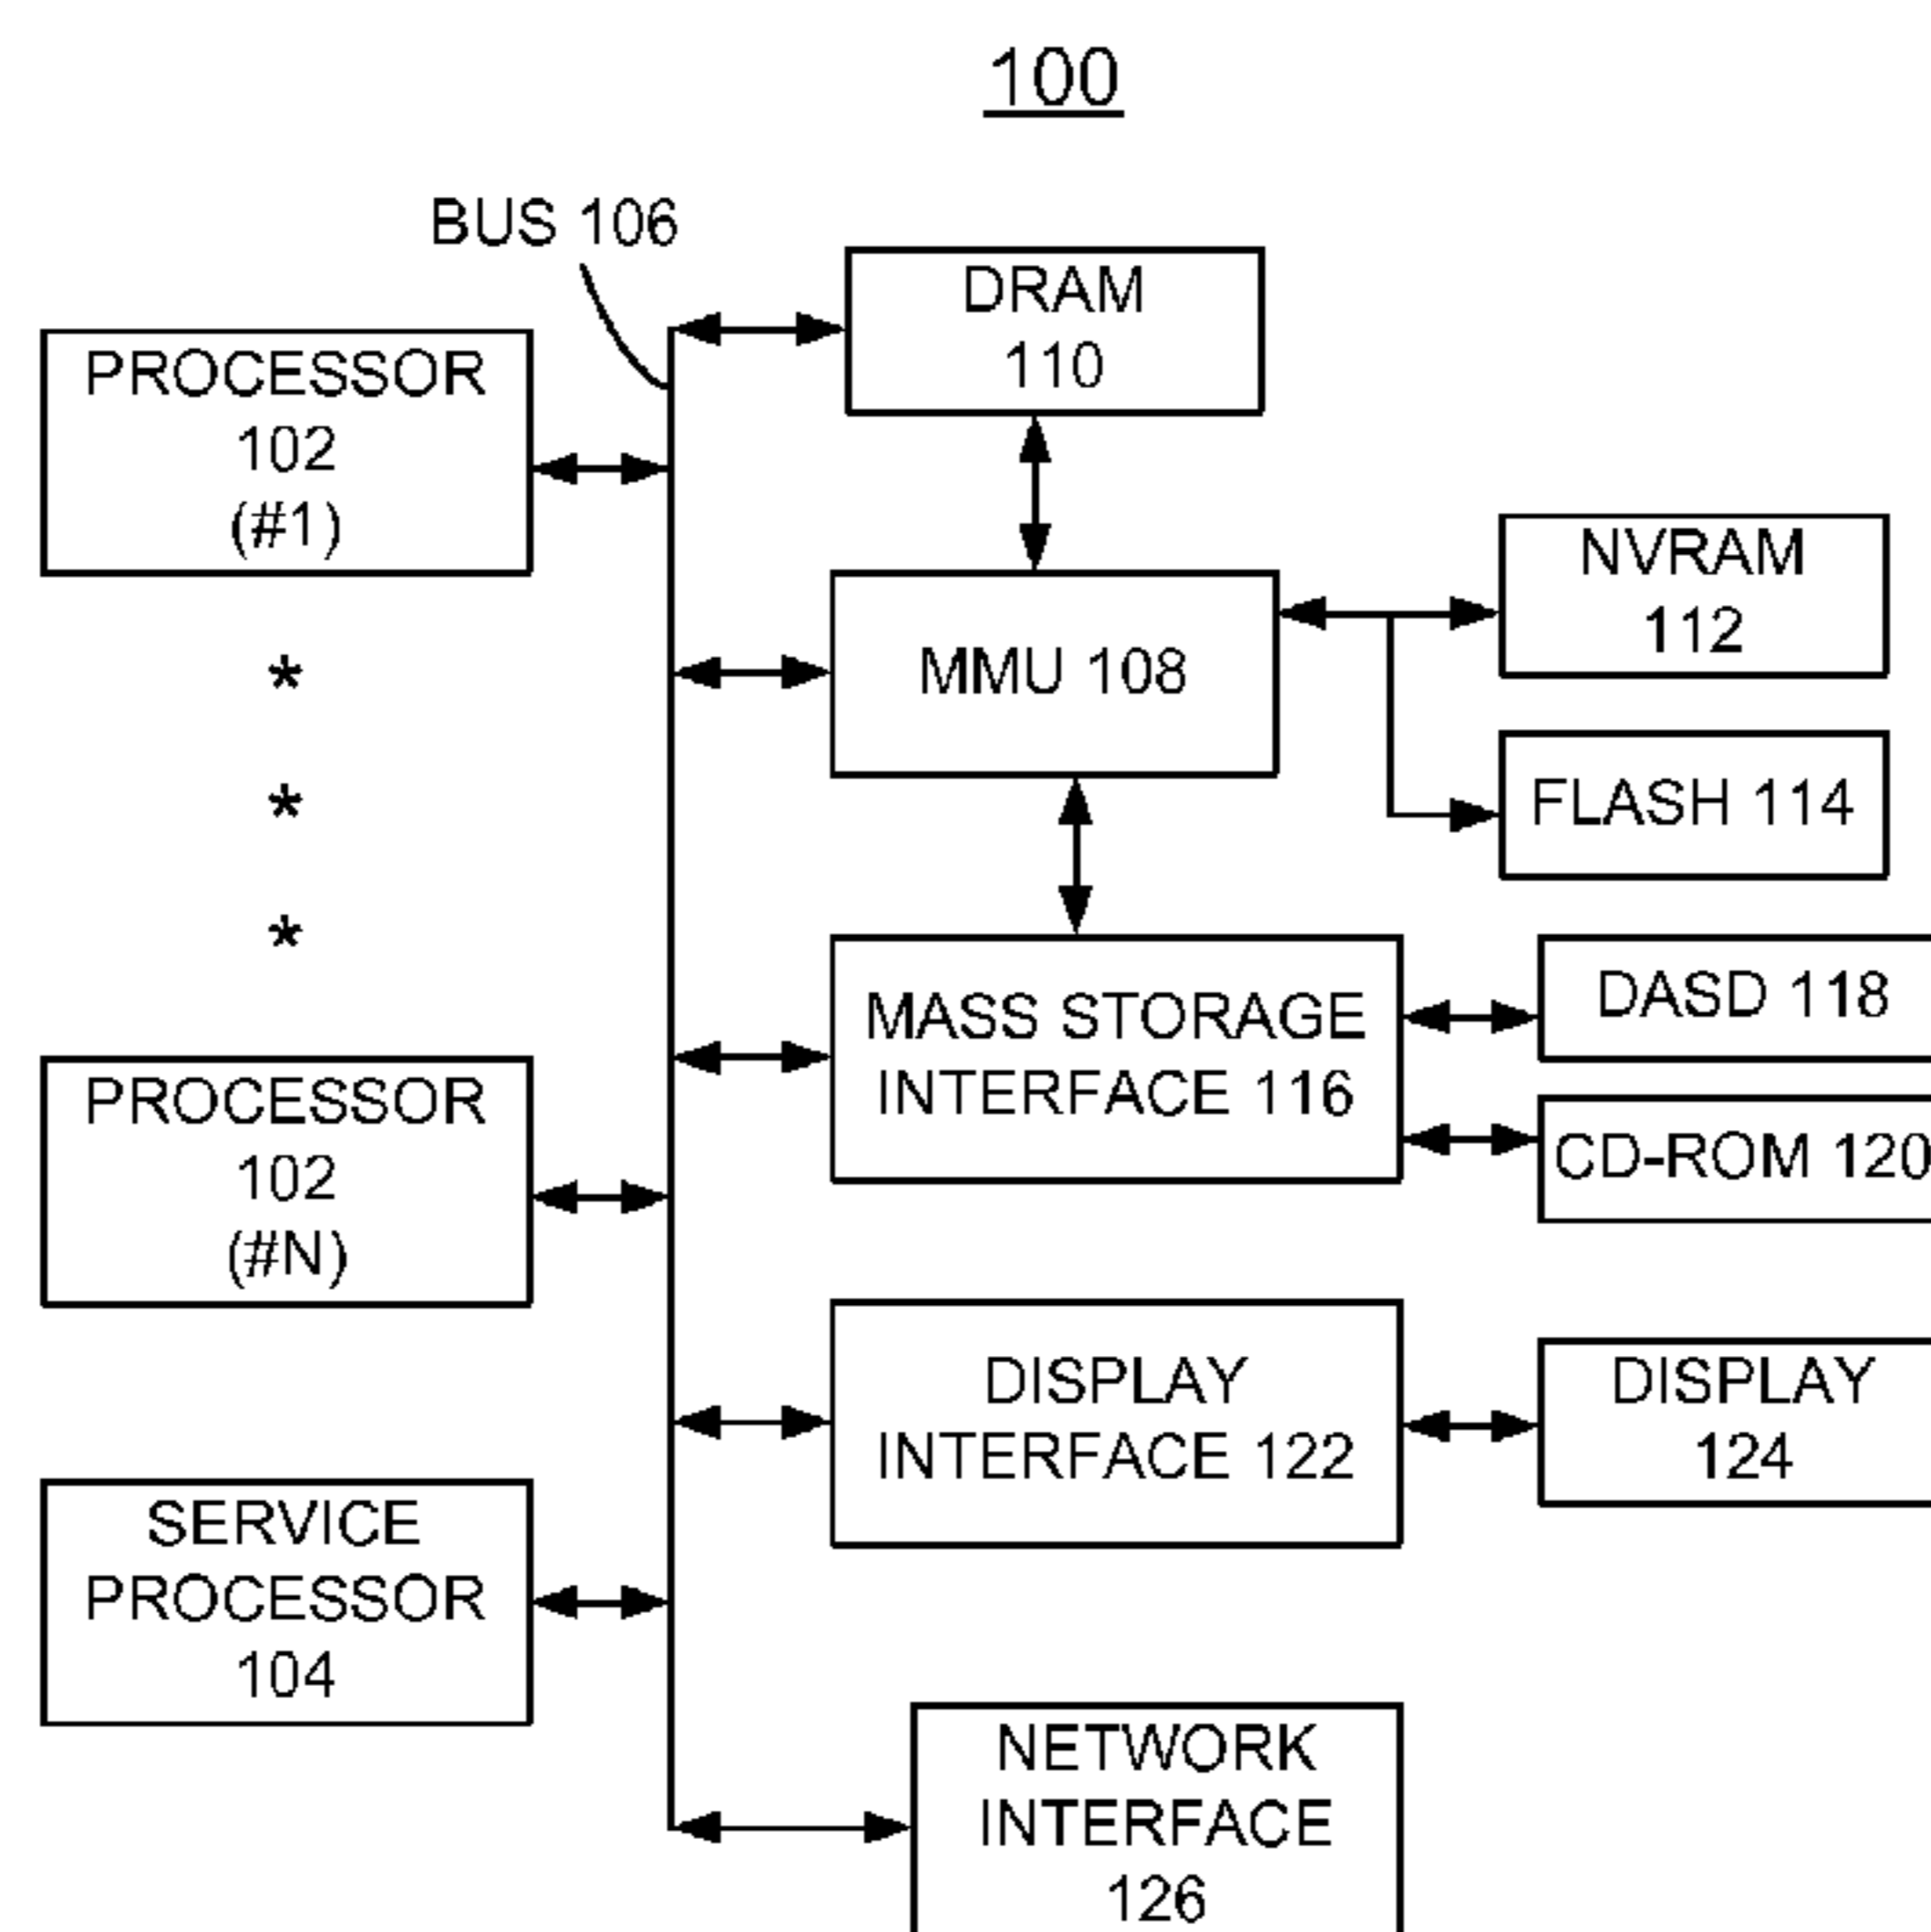 100
BUS 106
DRAM
110
PROCESSOR
102
(#1)
NVRAM
112
MMU 108
*
FLASH 114
*
*
MASS STORAGE
INTERFACE 116
DASD 118
CD-ROM 120
PROCESSOR
102
(#N)
DISPLAY
INTERFACE 122
DISPLAY
124
SERVICE
PROCESSOR
104
NETWORK
INTERFACE
126